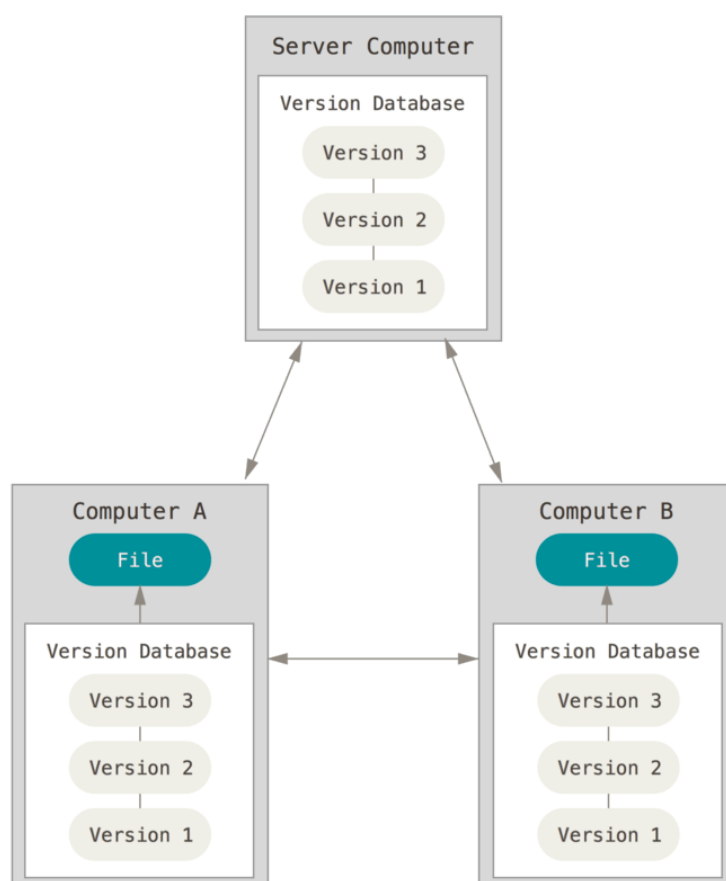 Server Computer
Version Database
Version 3
Version 2
Version 1
Computer A
File
Version Database
Version 3
Version 2
Version 1
Computer B
File
Version Database
Version 3
Version 2
Version 1